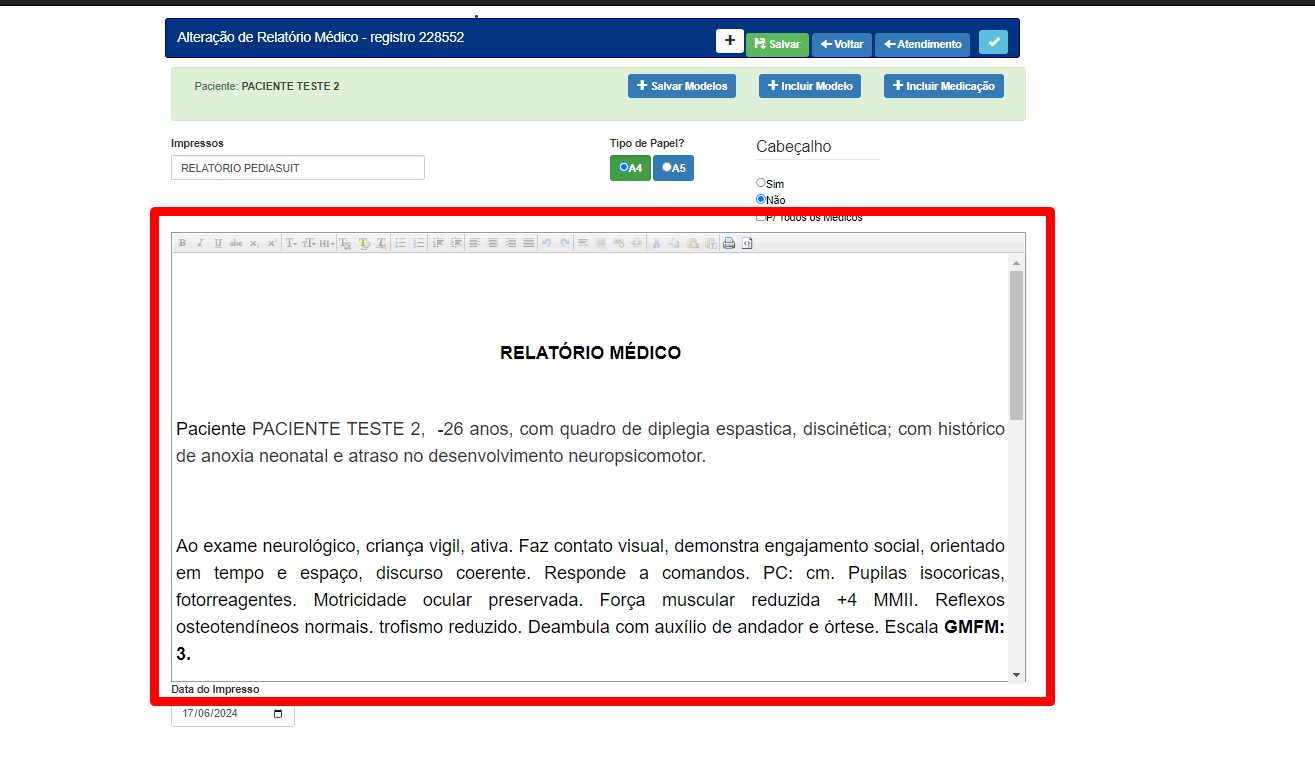 Alteração de Relatório Médico - registro 228552
+ Salvar Voltar Atendimento
Paciente: PACIENTE TESTE 2
Salvar Modelos Incluir Modelo Incluir Medicação
Impressos
RELATÓRIO PEDIASUIT
Tipo de Papel?
A4 A5
Cabeçalho
Sim
Não
P/ Todos os Medicos
B I U abc x, x' T T H1 T T T
RELATÓRIO MÉDICO
Paciente PACIENTE TESTE 2, -26 anos, com quadro de diplegia espastica, discinética; com histórico
de anoxia neonatal e atraso no desenvolvimento neuropsicomotor.
Ao exame neurológico, criança vigil, ativa. Faz contato visual, demonstra engajamento social, orientado
em tempo e espaço, discurso coerente. Responde a comandos. PC: cm. Pupilas isocoricas,
fotorreagentes. Motricidade ocular preservada. Força muscular reduzida +4 MMII. Reflexos
osteotendíneos normais. trofismo reduzido. Deambula com auxílio de andador e órtese. Escala GMFM:
3.
Data do Impresso
17/06/2024